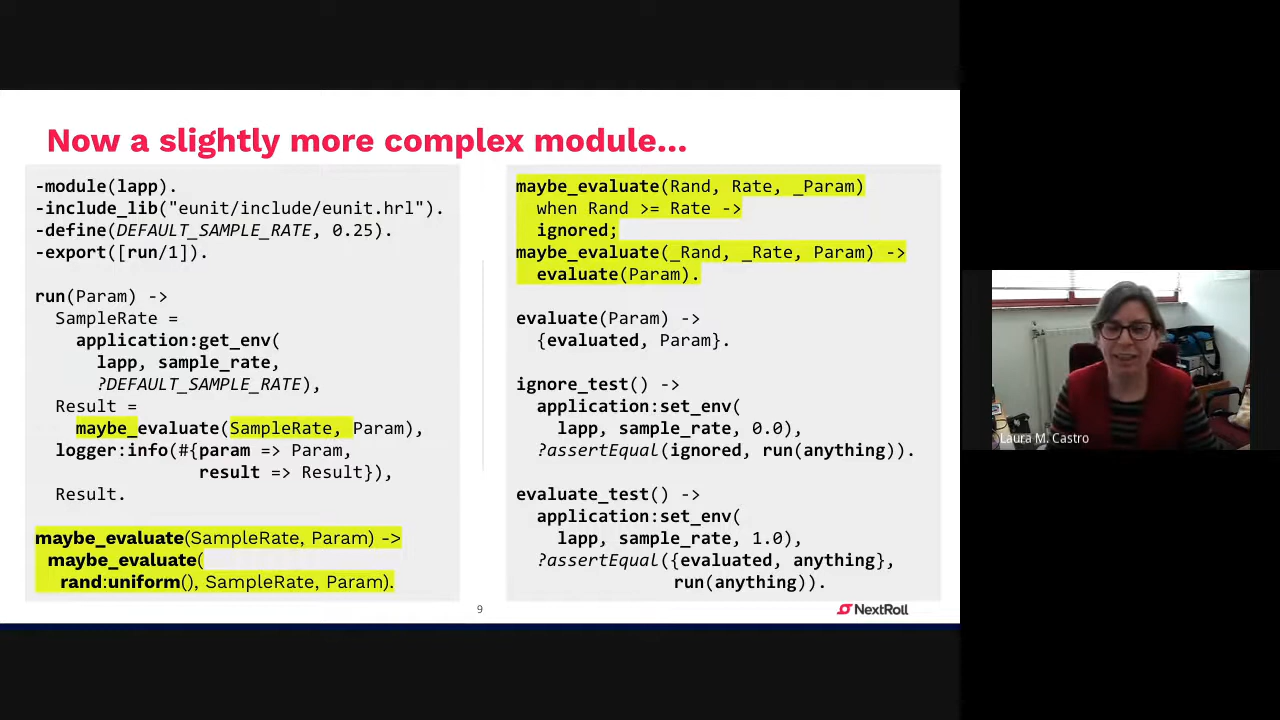 Now a slightly more complex module...
-module(lapp).
-include_lib("eunit/include/eunit.hrl").
-define(DEFAULT_SAMPLE_RATE, 0.25).
-export([run/1]).
run(Param) ->
SampleRate =
application:get_env(
lapp, sample_rate,
?DEFAULT_SAMPLE_RATE),
Result =
maybe_evaluate(SampleRate, Param),
logger:info(#{param => Param,
result => Result}),
Result.
maybe_evaluate(SampleRate, Param) ->
maybe_evaluate(
rand:uniform(), SampleRate, Param).
maybe_evaluate(Rand, Rate, _Param)
when Rand >= Rate ->
ignored;
maybe_evaluate(_Rand, _Rate, Param) ->
evaluate(Param).
evaluate(Param) ->
{evaluated, Param}.
ignore_test() ->
application:set_env(
lapp, sample_rate, 0.0),
?assertEqual(ignored, run(anything)).
evaluate_test() ->
application:set_env(
lapp, sample_rate, 1.0),
?assertEqual({evaluated, anything},
run(anything)).
9
NextRoll
Laura M. Castro